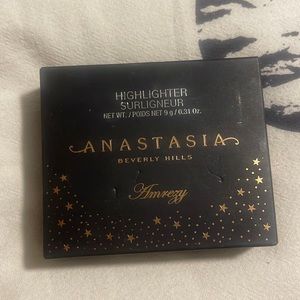 HIGHLIGHTER
SURLIGNEUR
NET WT. / POIDS NET 9 g / 0.31 Oz.
ANASTASIA
BEVERLY HILLS
Amrezy